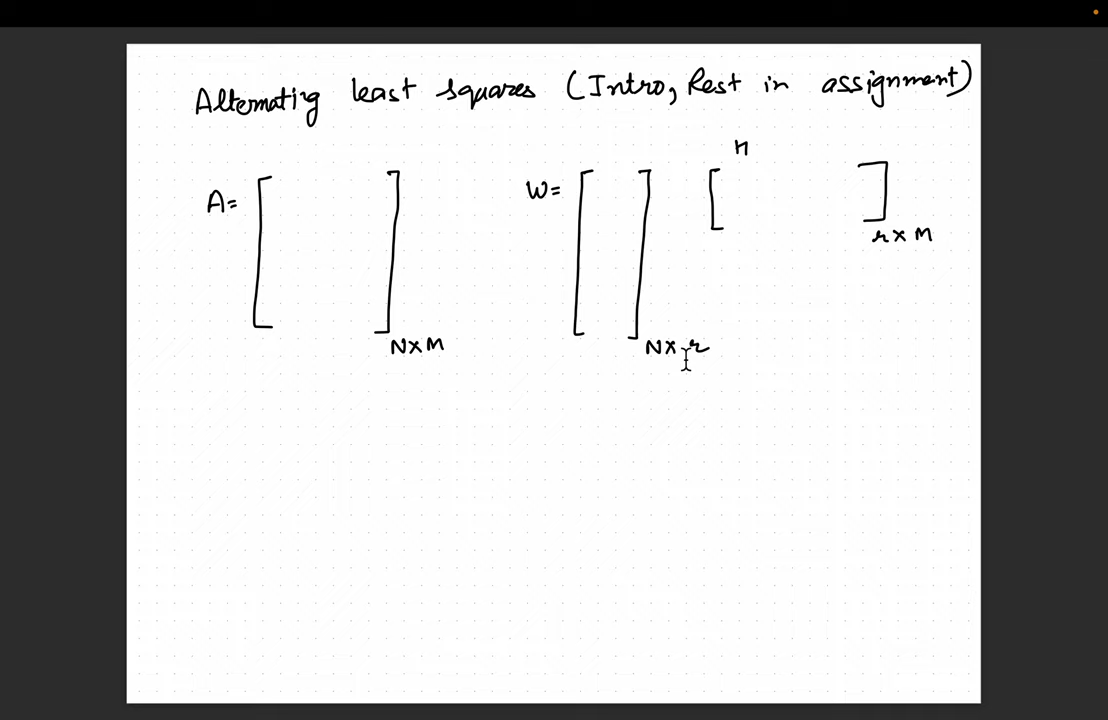 Alternating least squares (Intro, Rest in assignment)
A= [ ] N×M
W= [ ] N×r [ ] r×M
H